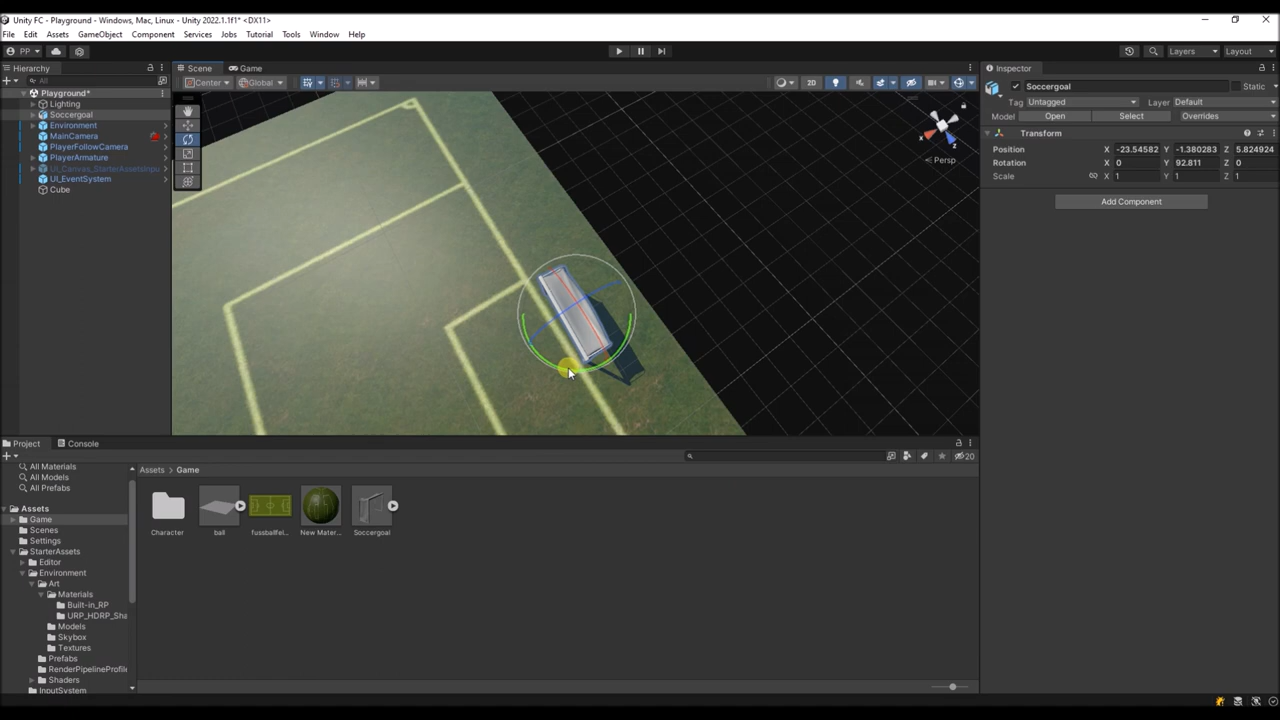 Unity FC - Playground - Windows, Mac, Linux - Unity 2022.1.1f1* <DX11>
File Edit Assets GameObject Component Services Jobs Tutorial Tools Window Help
PP Layers Layout
Hierarchy Scene Game Inspector
All Center Global 2D Soccergoal Static
Playground*
Lighting Tag Untagged Layer Default
Soccergoal Model Open Select Overrides
Environment
MainCamera Transform
PlayerFollowCamera Position X -23.54582 Y -1.380283 Z 5.824924
PlayerArmature Persp Rotation X 0 Y 92.811 Z 0
UI_Canvas_StarterAssetsInpu Scale X 1 Y 1 Z 1
UI_EventSystem
Cube
Add Component
Project Console
20
All Materials Assets > Game
All Models
All Prefabs
Assets
Game
Scenes Character ball fussballfel... New Mater... Soccergoal
Settings
StarterAssets
Editor
Environment
Art
Materials
Built-in_RP
URP_HDRP_Sha
Models
Skybox
Textures
Prefabs
RenderPipelineProfile
Shaders
InputSystem